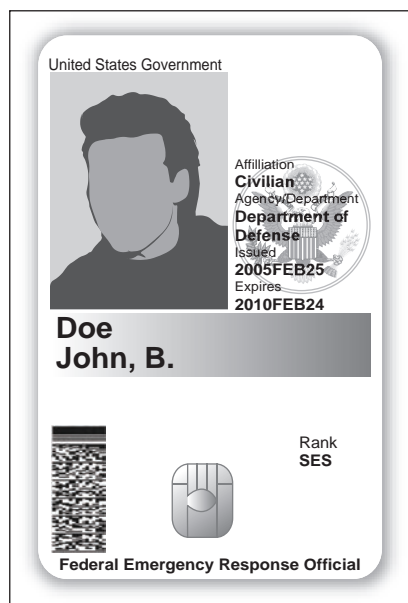 United States Government
Affilliation
Civilian
Agency/Department
Department of
Defense
Issued
2005FEB25
Expires
2010FEB24
Doe
John, B.
Rank
SES
Federal Emergency Response Official